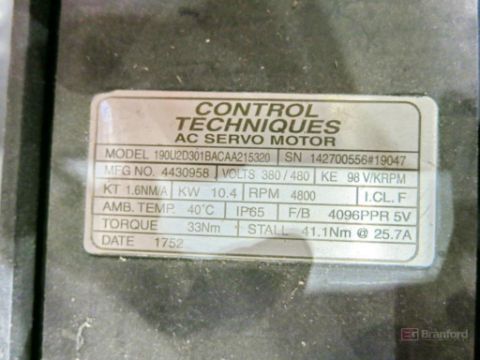 CONTROL
TECHNIQUES
AC SERVO MOTOR
MODEL 190U2D301BACAA215320 SN 142700556#19047
MFG NO. 4430958 VOLTS 380/480 KE 98 V/KRPM
KT 1.6NM/A KW 10.4 RPM 4800 I.CL. F
AMB. TEMP. 40°C IP65 F/B 4096PPR 5V
TORQUE 33Nm STALL 41.1Nm @ 25.7A
DATE 1752
Branford